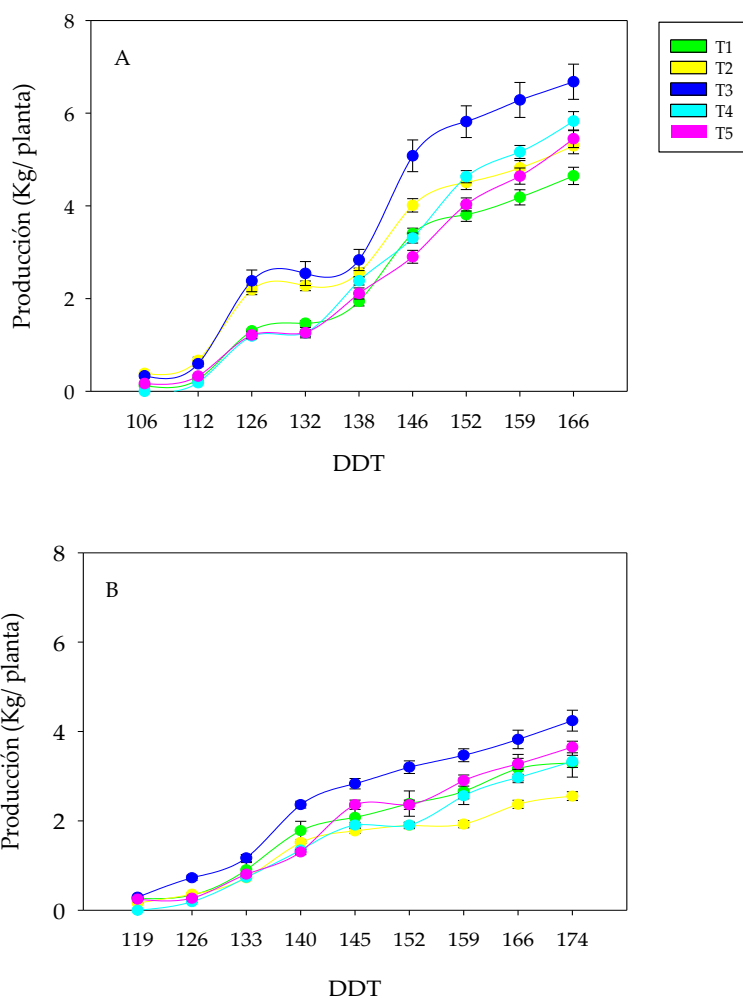 8
A
T1
T2
T3
T4
T5
6
4
2
0
Producción (Kg/ planta)
106 112 126 132 138 146 152 159 166
DDT
8
B
6
4
2
0
Producción (Kg/ planta)
119 126 133 140 145 152 159 166 174
DDT